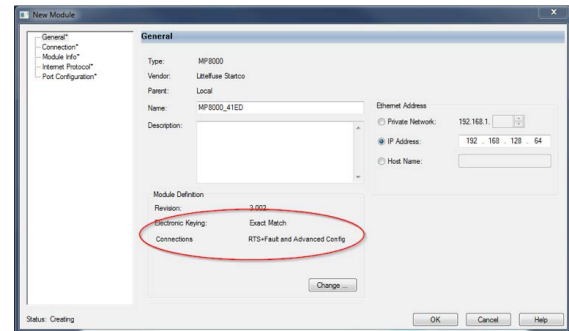 New Module
X
General*
Connection*
Module Info*
Internet Protocol*
Port Configuration*
General
Type: MP8000
Vendor: Littelfuse Startco
Parent: Local
Name: MP8000_41ED
Description:
Ethernet Address
Private Network: 192.168.1.
IP Address: 192 . 168 . 128 . 64
Host Name:
Module Definition
Revision: 3.002
Electronic Keying: Exact Match
Connections RTS+Fault and Advanced Config
Change ...
Status: Creating
OK Cancel Help